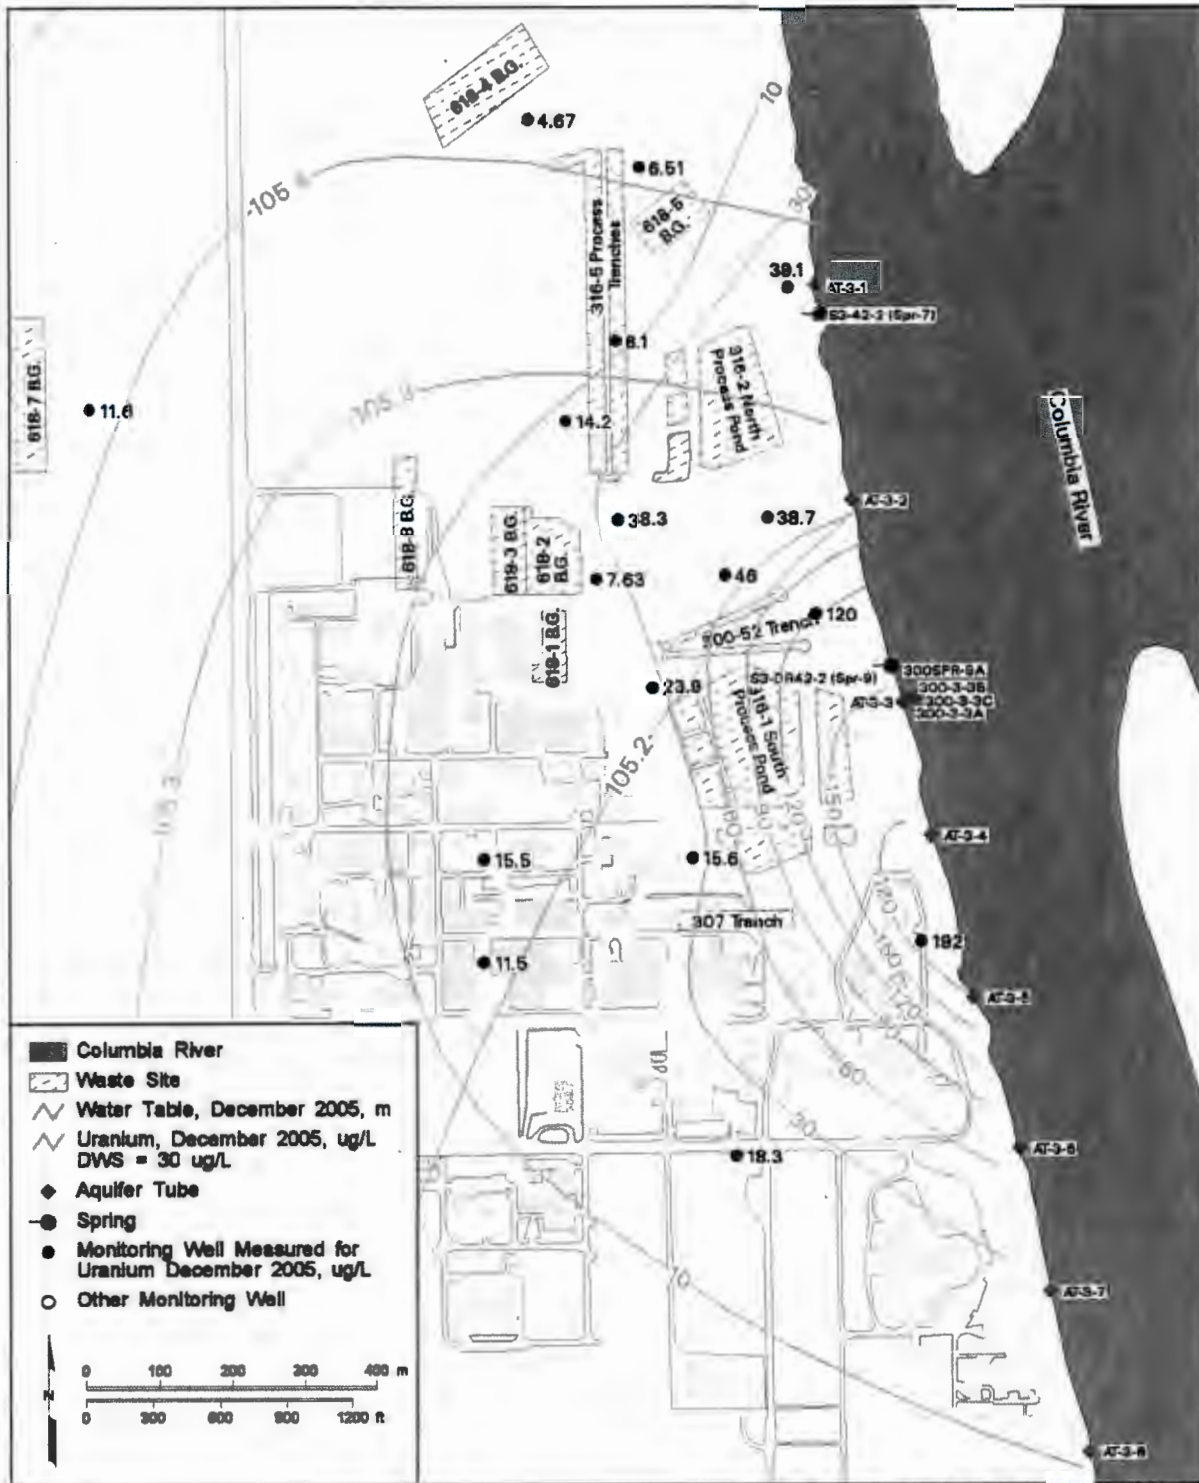 618-4 B.G.
4.67
10
6.51
105.4
618-5
B.G.
30
316-5 Process
Trenches
39.1
AT-3-1
S3-42-2 (Spr-7)
8.1
316-2 North
Process Pond
618-7 B.G.
11.6
105.3
14.2
Columbia River
AT-3-2
618-8 B.G.
618-3 B.G.
618-2
B.G.
38.3
38.7
7.63
46
120
300-52 Trench
618-1 B.G.
300SPR-9A
S3-DR42-2 (Spr-9)
23.9
300-3-3B
300-3-3C
AT-3-3
300-3-3A
316-1 South
Process Pond
105.2
105.3
60
90
120
150
AT-3-4
15.5
15.6
307 Trench
120
150
192
11.5
AT-3-5
60
30
AT-3-6
18.3
10
AT-3-7
AT-3-8
Columbia River
Waste Site
Water Table, December 2005, m
Uranium, December 2005, ug/L
DWS = 30 ug/L
Aquifer Tube
Spring
Monitoring Well Measured for
Uranium December 2005, ug/L
Other Monitoring Well
N
0 100 200 300 400 m
0 300 600 900 1200 ft